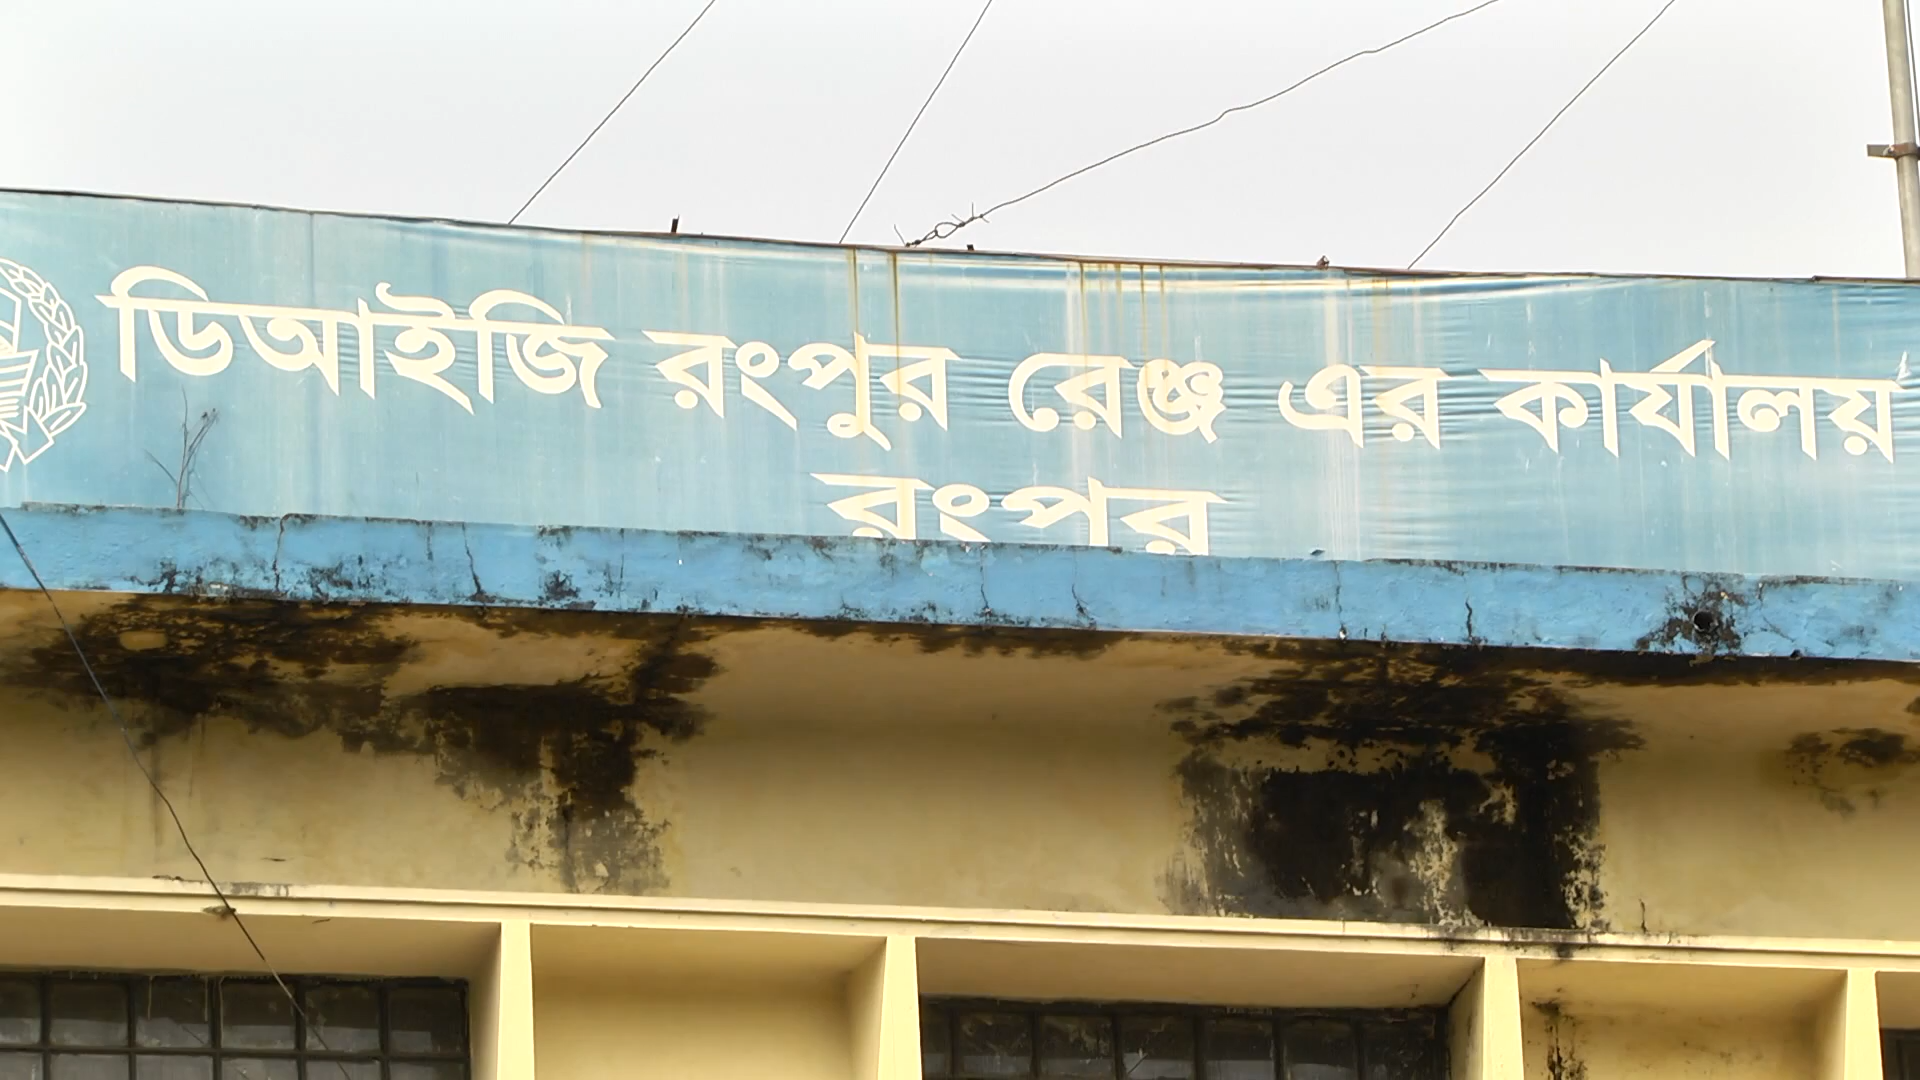 ডিআইজি রংপুর রেঞ্জ এর কার্যালয়
রংপুর